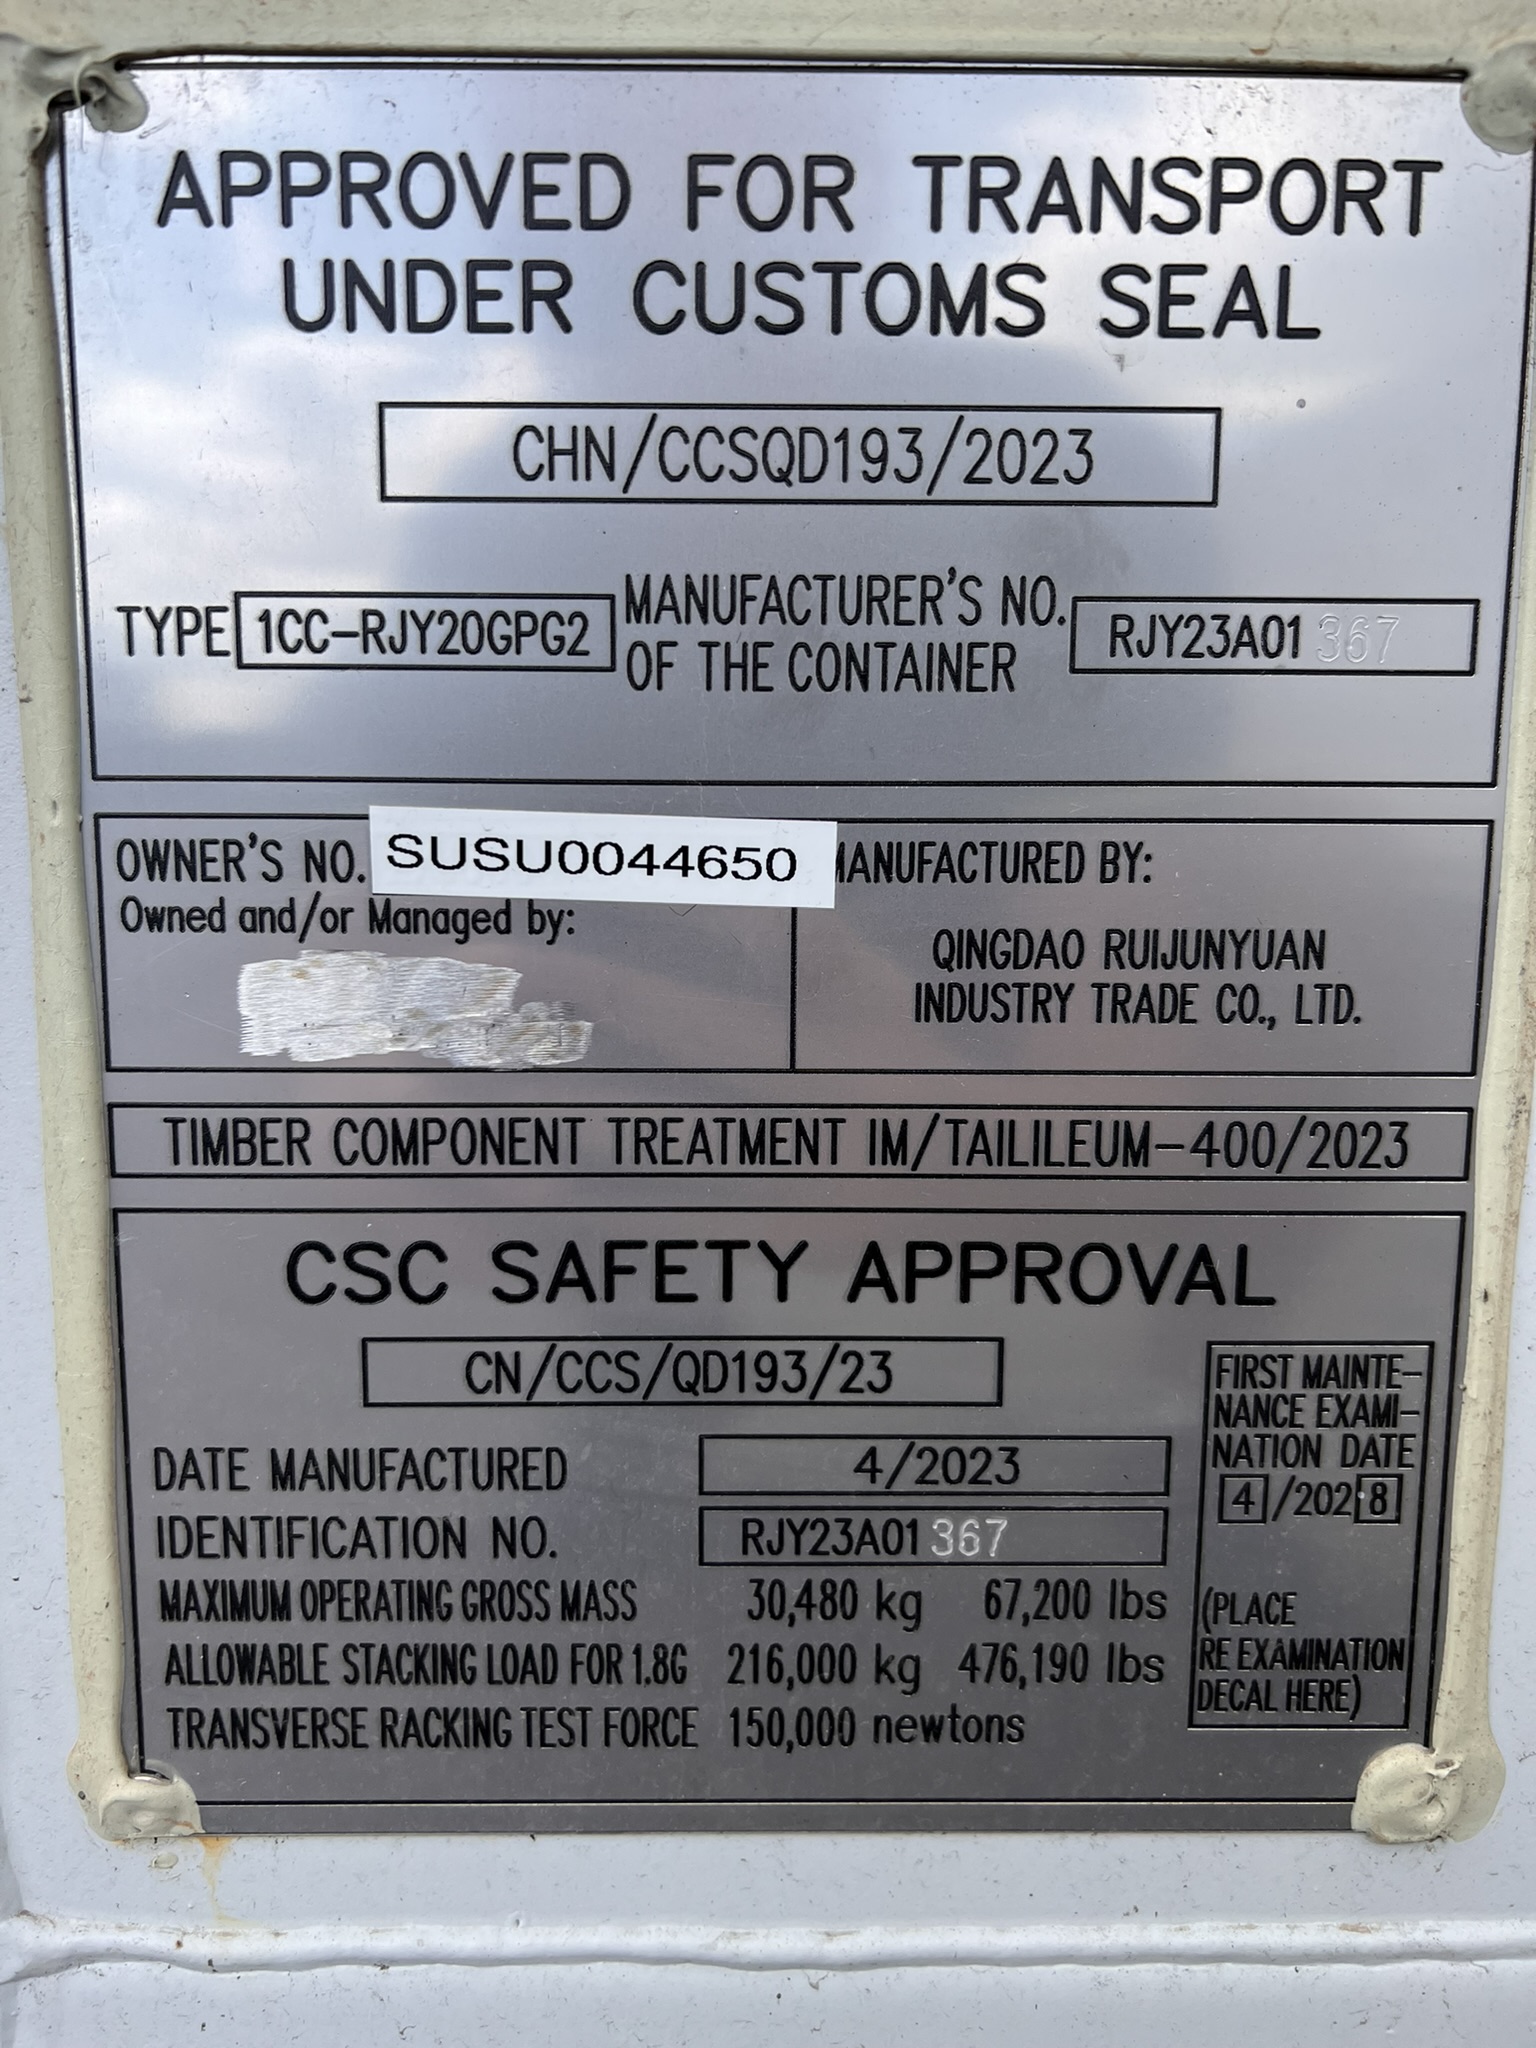 APPROVED FOR TRANSPORT
UNDER CUSTOMS SEAL
CHN/CCSQD193/2023
TYPE 1CC-RJY20GPG2 MANUFACTURER'S NO. OF THE CONTAINER RJY23A01 367
OWNER'S NO. SUSU0044650
Owned and/or Managed by:
MANUFACTURED BY:
QINGDAO RUIJUNYUAN
INDUSTRY TRADE CO., LTD.
TIMBER COMPONENT TREATMENT IM/TAILILEUM-400/2023
CSC SAFETY APPROVAL
CN/CCS/QD193/23
DATE MANUFACTURED 4/2023
IDENTIFICATION NO. RJY23A01 367
MAXIMUM OPERATING GROSS MASS 30,480 kg 67,200 lbs
ALLOWABLE STACKING LOAD FOR 1.8G 216,000 kg 476,190 lbs
TRANSVERSE RACKING TEST FORCE 150,000 newtons
FIRST MAINTE-
NANCE EXAMI-
NATION DATE
4/2028
(PLACE
RE EXAMINATION
DECAL HERE)